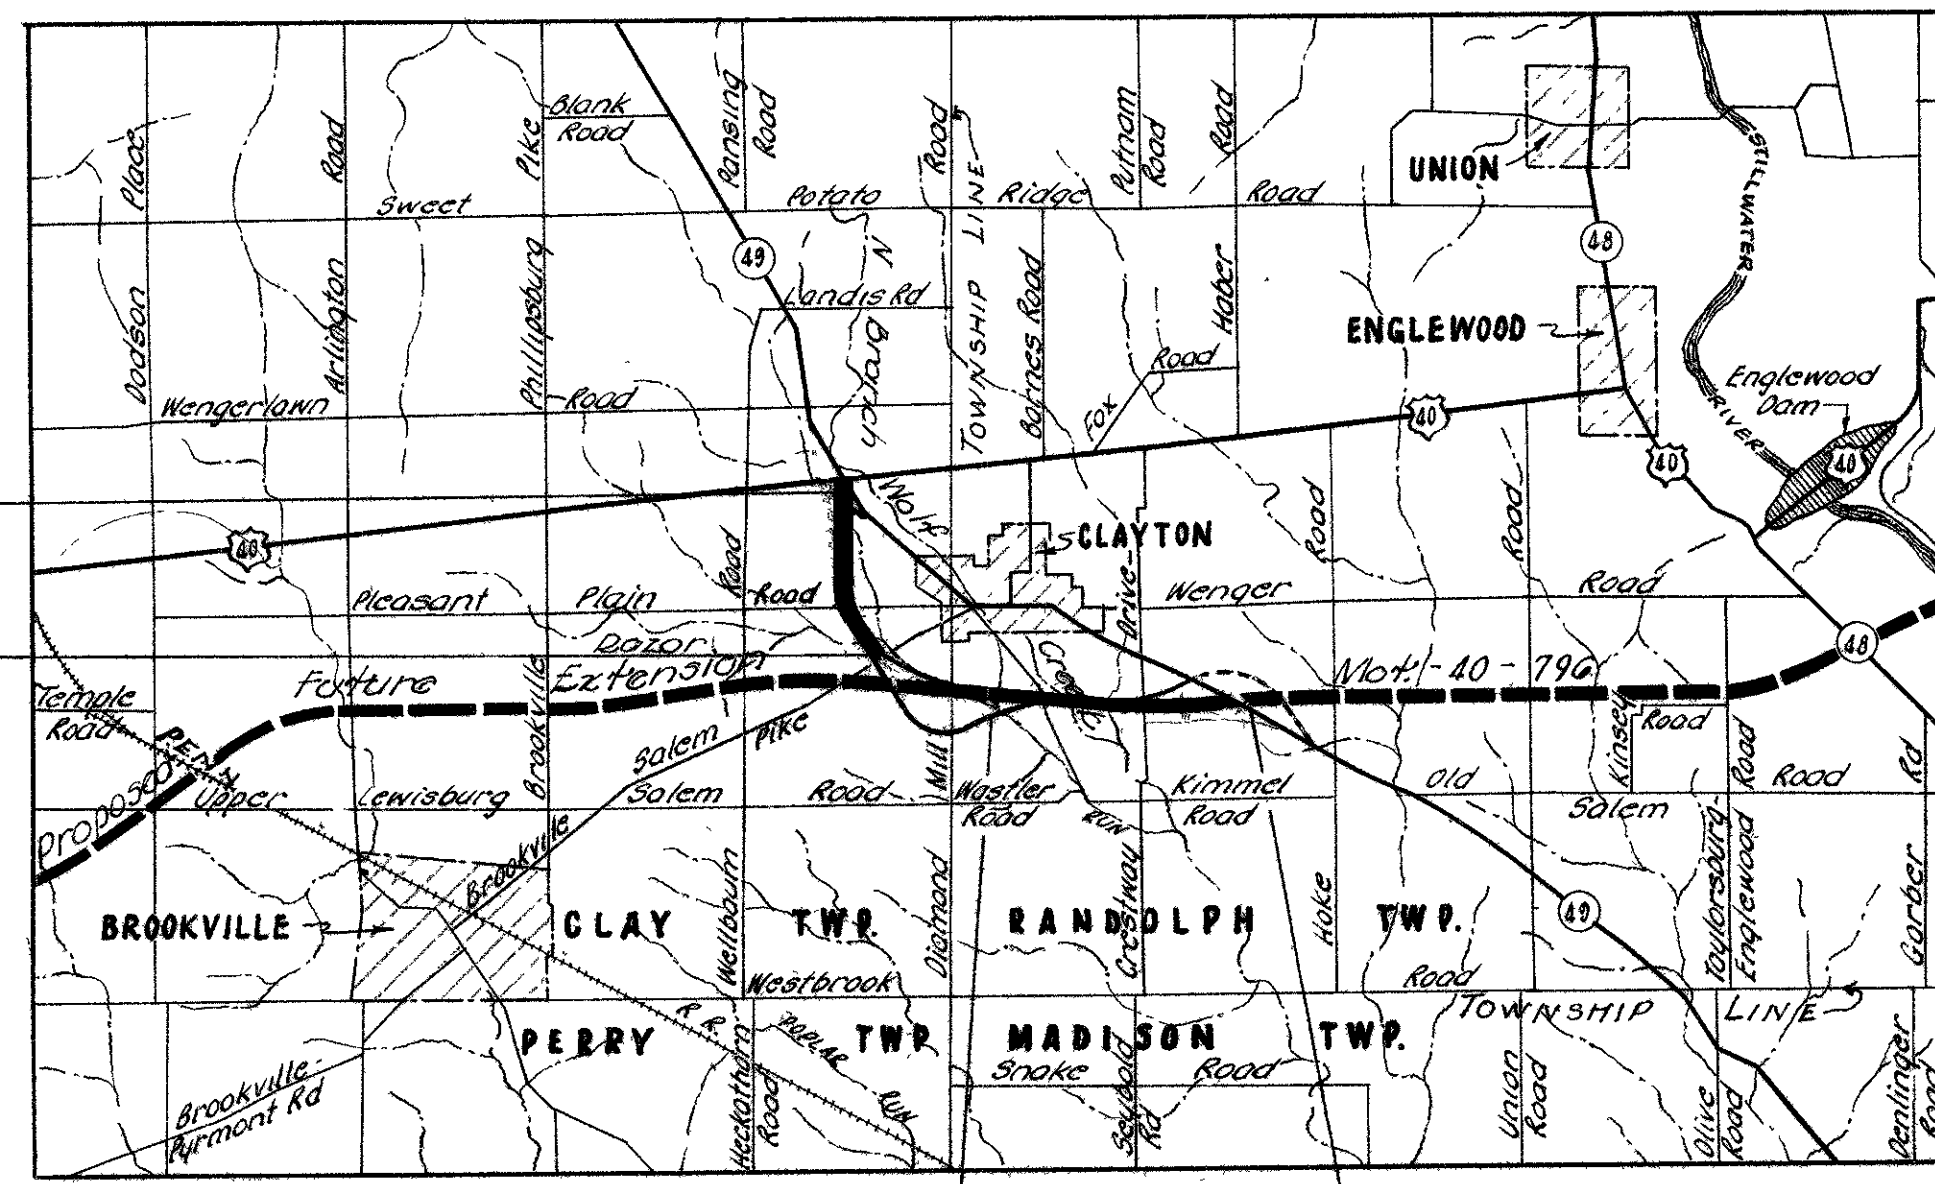 Blank
Road
Pansing
Road
Road
Putnam
Road
Road
Place
Road
Pike
UNION
STILLWATER
RIVER
Sweet
Potato
Ridge
Road
49
48
N
Landis Rd
TOWNSHIP LINE
Barnes Road
Haber
Dodson
Arlington
Phillipsburg
Branch
ENGLEWOOD
Englewood
Dam
Fox
Road
Wengerlawn
Road
40
40
40
40
Wolf
CLAYTON
Road
Road
Road
Pleasant
Plain
Road
Drive
Wenger
Road
Razor
48
Proposed
Future
Extension
Mot. - 40 - 796
Temple
Road
PENN
Brookville
Salem
Pike
Creek
Kinsey
Road
Upper
Lewisburg
Salem
Road
Mill
Wastler
Road
RUN
Kimmel
Road
Old
Salem
Road
Road
Rd
Brookville
BROOKVILLE
CLAY
TWP.
RANDOLPH
TWP.
49
Wellbaum
Diamond
Crestway
Hoke
Taylorsburg-
Englewood
Garber
Westbrook
Road
TOWNSHIP
LINE
R.R.
PERRY
TWP
MADISON
TWP.
POPLAR
RUN
Snake
Road
Brookville-
Pyrmont Rd
Heckathorn
Road
Seybold
Rd
Union
Road
Olive
Road
Denlinger
Road